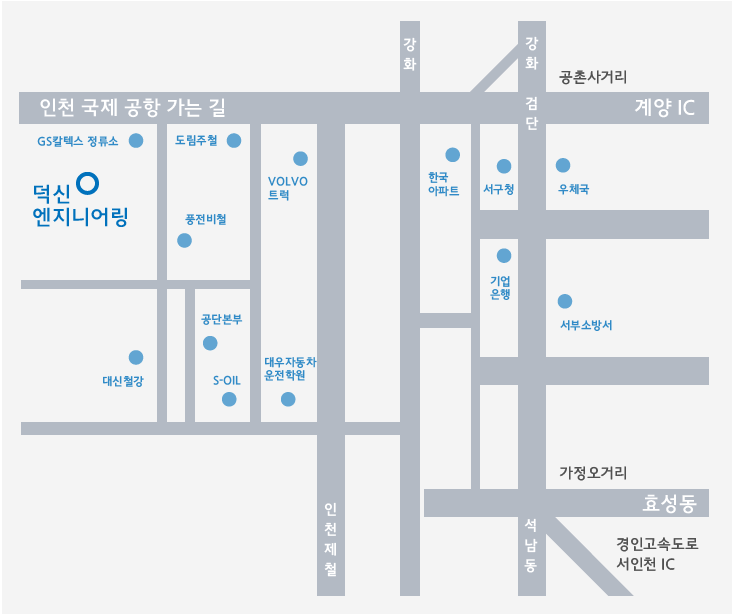 강화
강화
공촌사거리
인천 국제 공항 가는 길
검단
계양 IC
GS칼텍스 정류소
도림주철
VOLVO
트럭
한국
아파트
서구청
우체국
덕신
엔지니어링
풍전비철
기업
은행
공단본부
서부소방서
대신철강
S-OIL
대우자동차
운전학원
가정오거리
효성동
인천제철
석남동
경인고속도로
서인천 IC